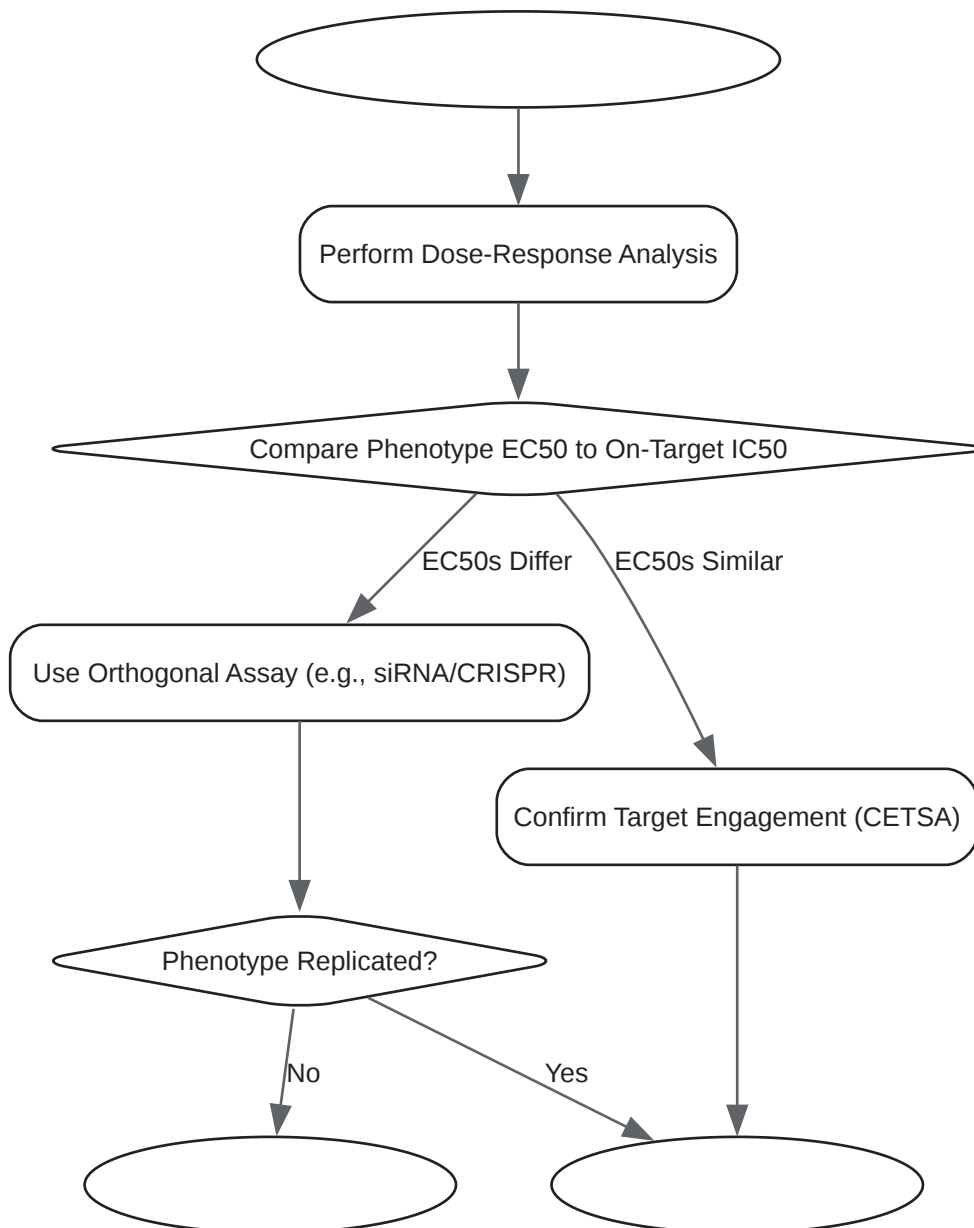 Perform Dose-Response Analysis
Compare Phenotype EC50 to On-Target IC50
EC50s Differ
EC50s Similar
Use Orthogonal Assay (e.g., siRNA/CRISPR)
Confirm Target Engagement (CETSA)
Phenotype Replicated?
No
Yes